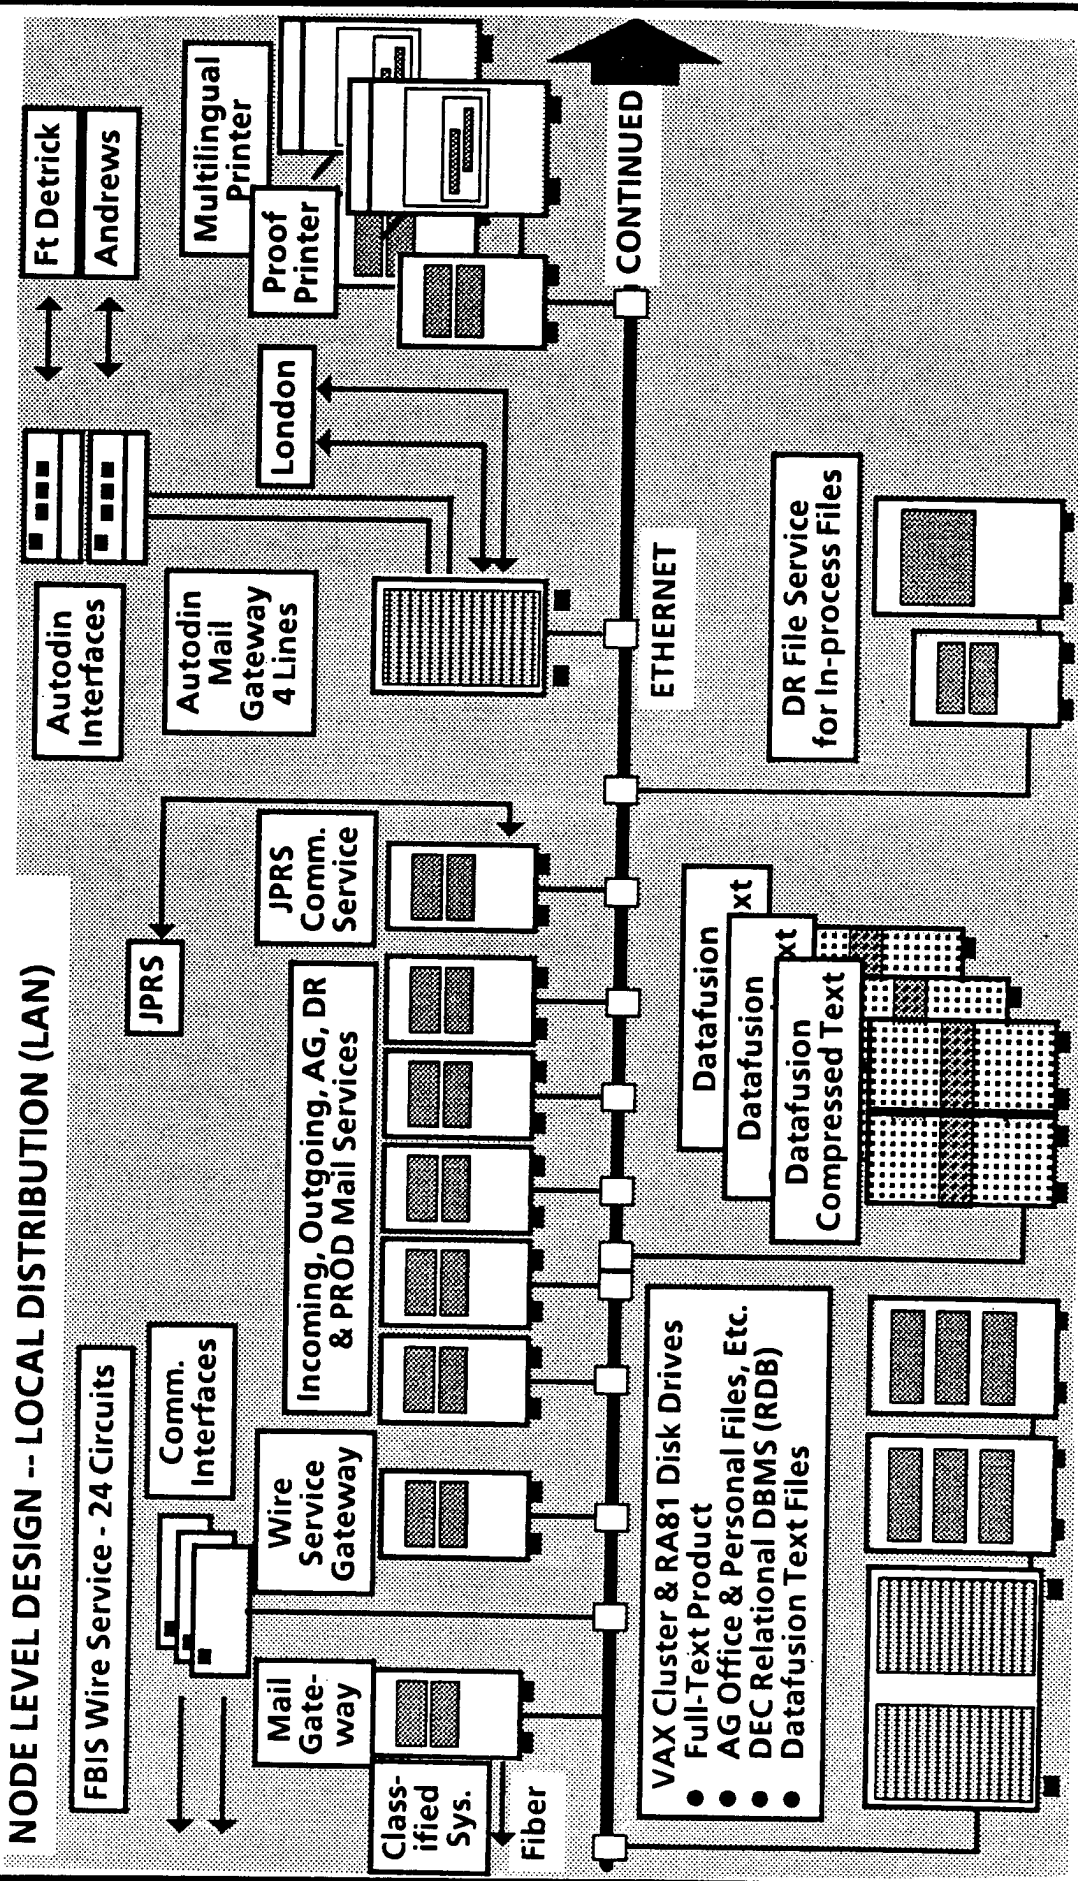 NODE LEVEL DESIGN -- LOCAL DISTRIBUTION (LAN)
FBIS Wire Service - 24 Circuits
Comm.
Interfaces
JPRS
Autodin
Interfaces
Ft Detrick
Andrews
Mail
Gate-
way
Class-
ified
Sys.
Fiber
Wire
Service
Gateway
Incoming, Outgoing, AG, DR
& PROD Mail Services
JPRS
Comm.
Service
Autodin
Mail
Gateway
4 Lines
London
Multilingual
Printer
Proof
Printer
ETHERNET
CONTINUED
VAX Cluster & RA81 Disk Drives
● Full-Text Product
● AG Office & Personal Files, Etc.
● DEC Relational DBMS (RDB)
● Datafusion Text Files
Datafusion
xt
Datafusion
xt
Datafusion
Compressed Text
DR File Service
for In-process Files